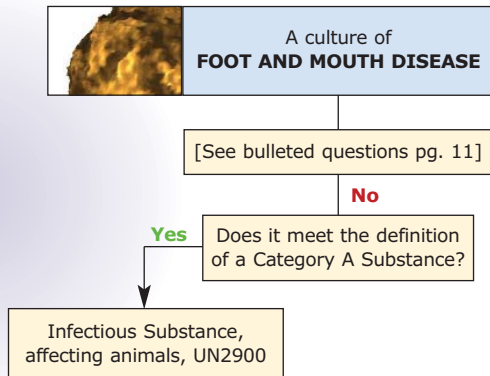 A culture of
FOOT AND MOUTH DISEASE
[See bulleted questions pg. 11]
No
Yes
Does it meet the definition
of a Category A Substance?
Infectious Substance,
affecting animals, UN2900